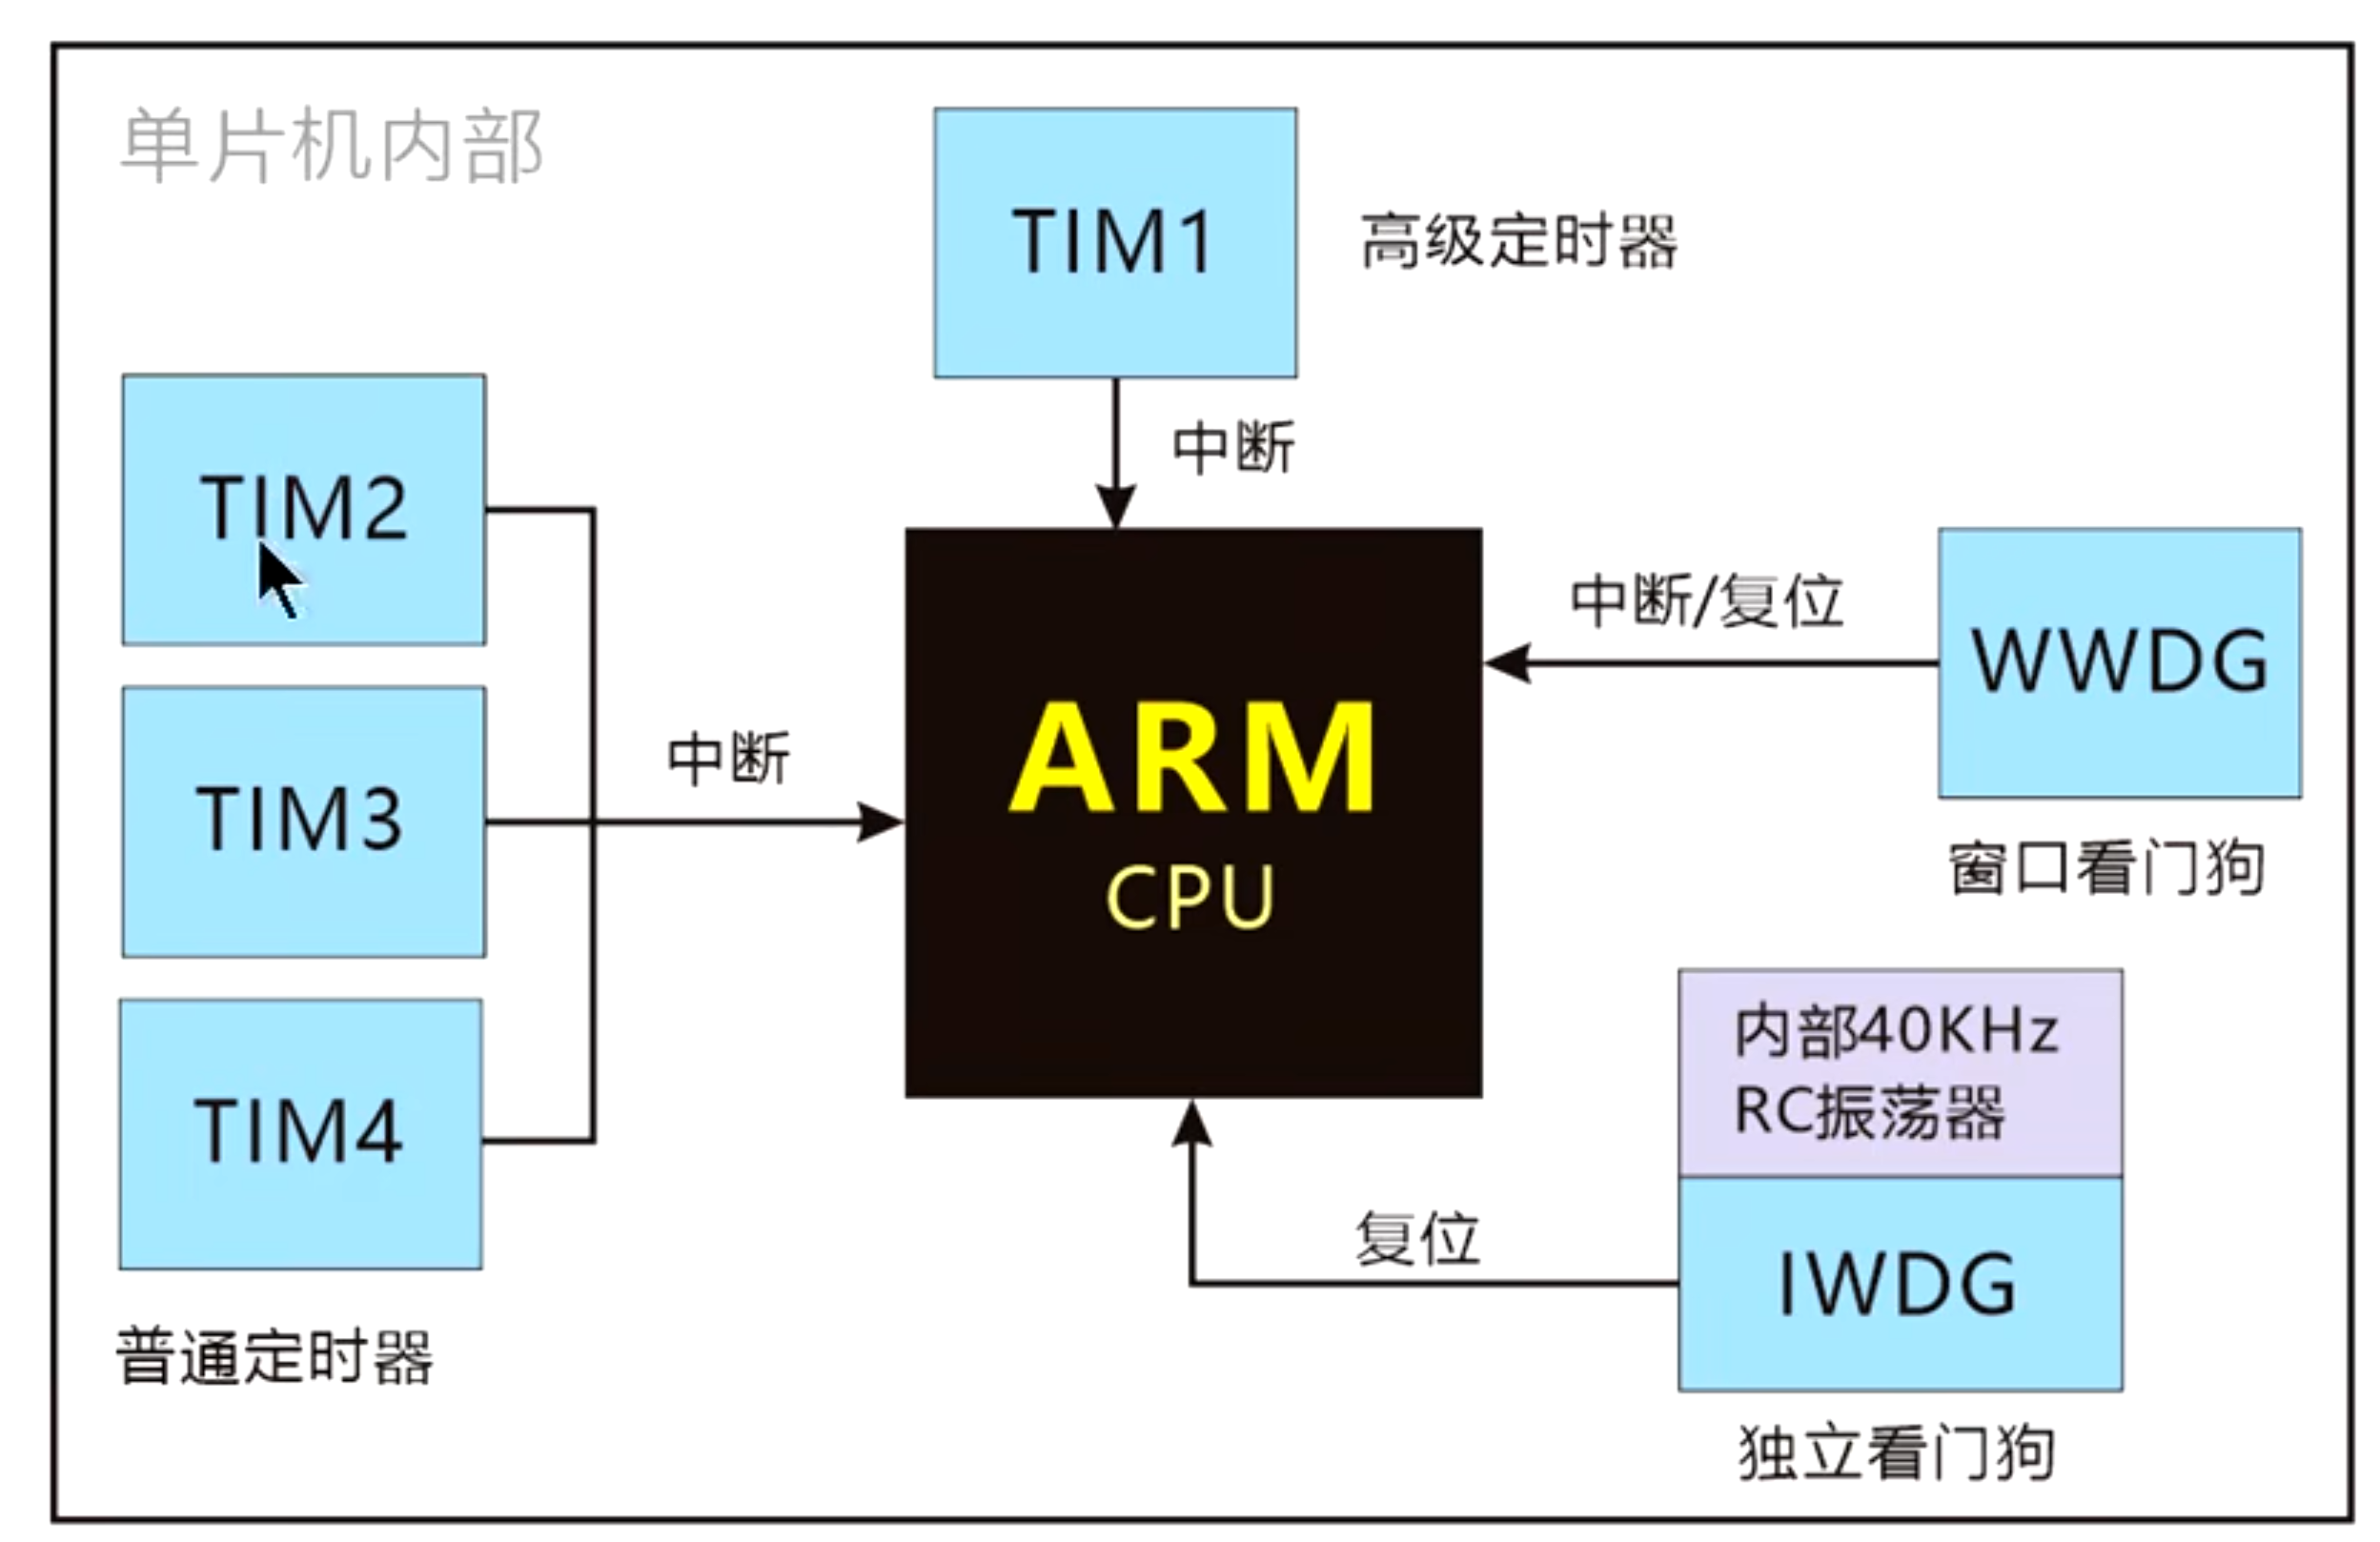 单片机内部
TIM1
高级定时器
中断
TIM2
TIM3
TIM4
普通定时器
中断
ARM
CPU
中断/复位
WWDG
窗口看门狗
内部40KHz
RC振荡器
IWDG
复位
独立看门狗